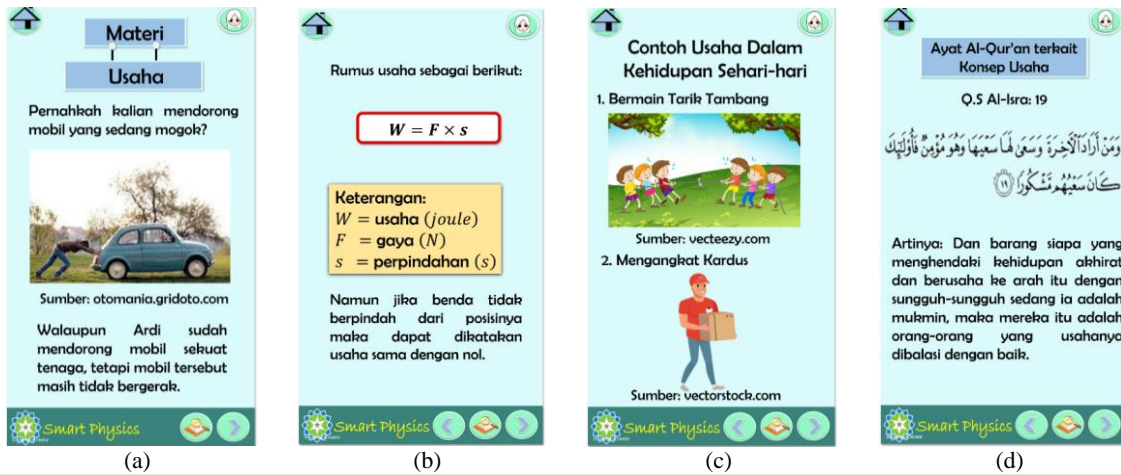 Materi
Usaha
Pernahkah kalian mendorong
mobil yang sedang mogok?
Sumber: otomania.gridoto.com
Walaupun Ardi sudah
mendorong mobil sekuat
tenaga, tetapi mobil tersebut
masih tidak bergerak.
Smart Physics
(a)
Rumus usaha sebagai berikut:
W = F × s
Keterangan:
W = usaha (joule)
F = gaya (N)
s = perpindahan (s)
Namun jika benda tidak
berpindah dari posisinya
maka dapat dikatakan
usaha sama dengan nol.
Smart Physics
(b)
Contoh Usaha Dalam
Kehidupan Sehari-hari
1. Bermain Tarik Tambang
Sumber: vecteezy.com
2. Mengangkat Kardus
Sumber: vectorstock.com
Smart Physics
(c)
Ayat Al-Qur'an terkait
Konsep Usaha
Q.S Al-Isra: 19
وَمَنْ أَرَادَ ٱلْآخِرَةَ وَسَعَىٰ لَهَا سَعْيَهَا وَهُوَ مُؤْمِنٌ فَأُو۟لَٰٓئِكَ
كَانَ سَعْيُهُم مَّشْكُورًا ١٩
Artinya: Dan barang siapa yang
menghendaki kehidupan akhirat
dan berusaha ke arah itu dengan
sungguh-sungguh sedang ia adalah
mukmin, maka mereka itu adalah
orang-orang yang usahanya
dibalasi dengan baik.
Smart Physics
(d)